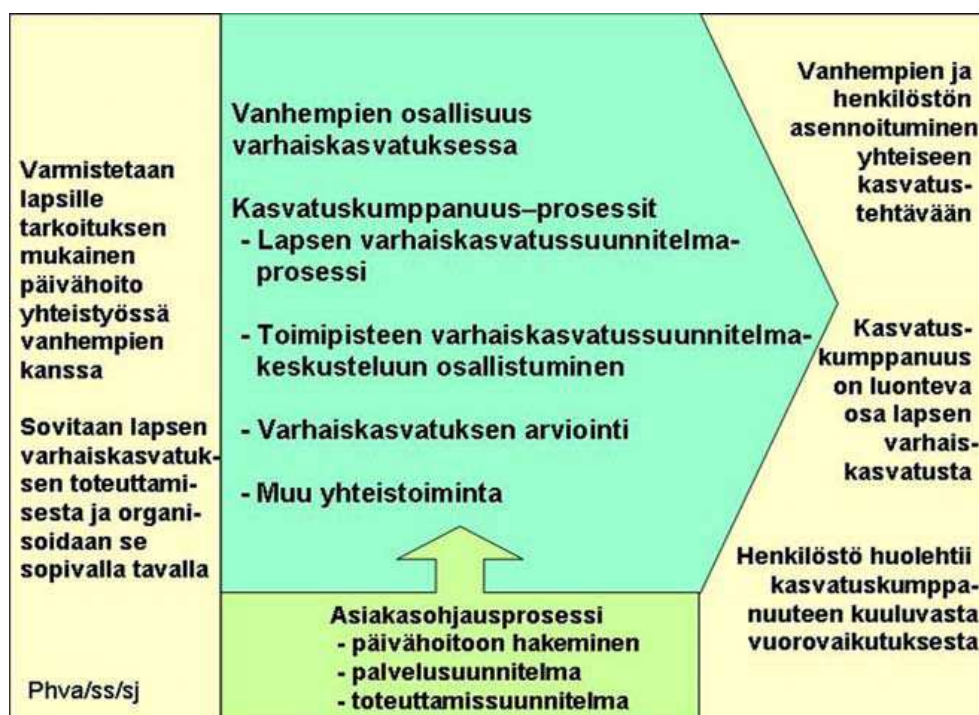 Varmistetaan
lapsille
tarkoituksen
mukainen
päivähoito
yhteistyössä
vanhempien
kanssa
Sovitaan lapsen
varhaiskasvatuk-
sen toteuttami-
sesta ja organi-
soidaan se
sopivalla tavalla
Phva/ss/sj
Vanhempien osallisuus
varhaiskasvatuksessa
Kasvatuskumppanuus–prosessit
- Lapsen varhaiskasvatussuunnitelma-
prosessi
- Toimipisteen varhaiskasvatussuunnitelma-
keskusteluun osallistuminen
- Varhaiskasvatuksen arviointi
- Muu yhteistoiminta
Asiakasohjausprosessi
- päivähoitoon hakeminen
- palvelusuunnitelma
- toteuttamissuunnitelma
Vanhempien ja
henkilöstön
asennoituminen
yhteiseen
kasvatus-
tehtävään
Kasvatus-
kumppanuus
on luonteva
osa lapsen
varhais-
kasvatusta
Henkilöstö huolehtii
kasvatuskumppa-
nuuteen kuuluvasta
vuorovaikutuksesta